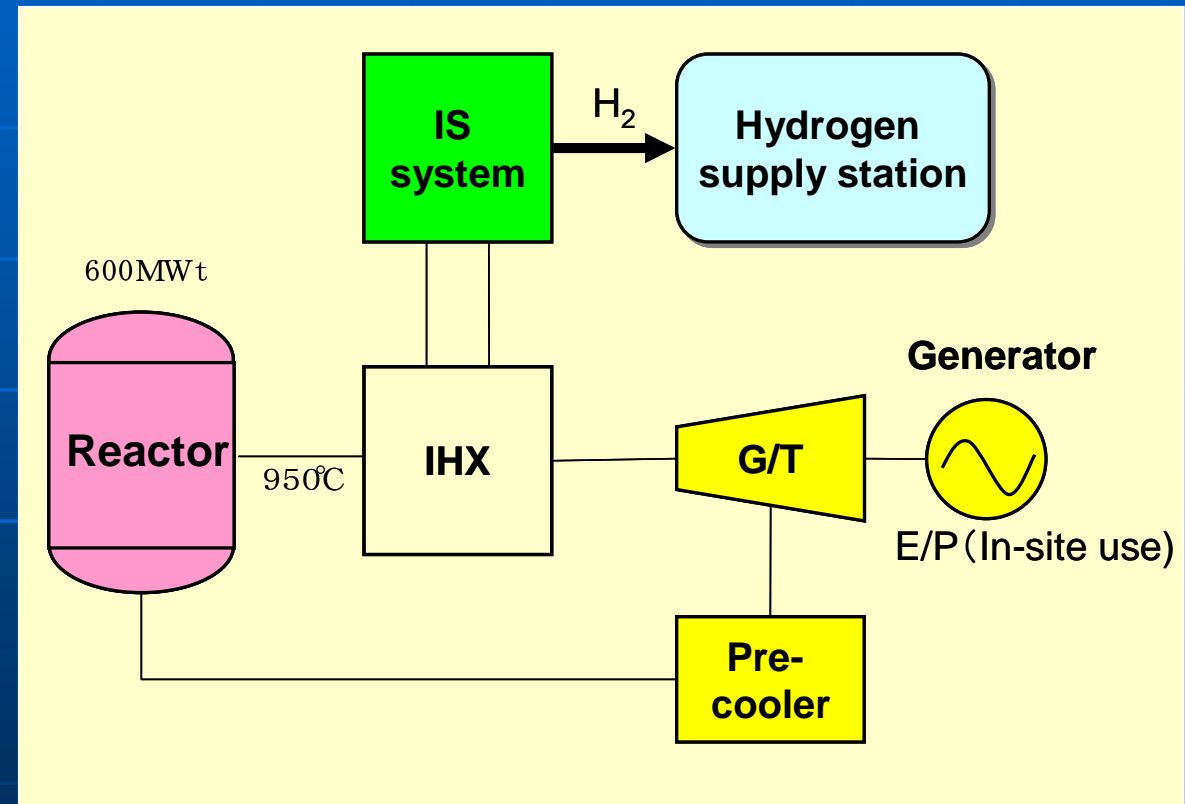 IS
system
H₂
Hydrogen
supply station
600MWt
Reactor
950℃
IHX
G/T
Generator
E/P（In-site use)
Pre-
cooler